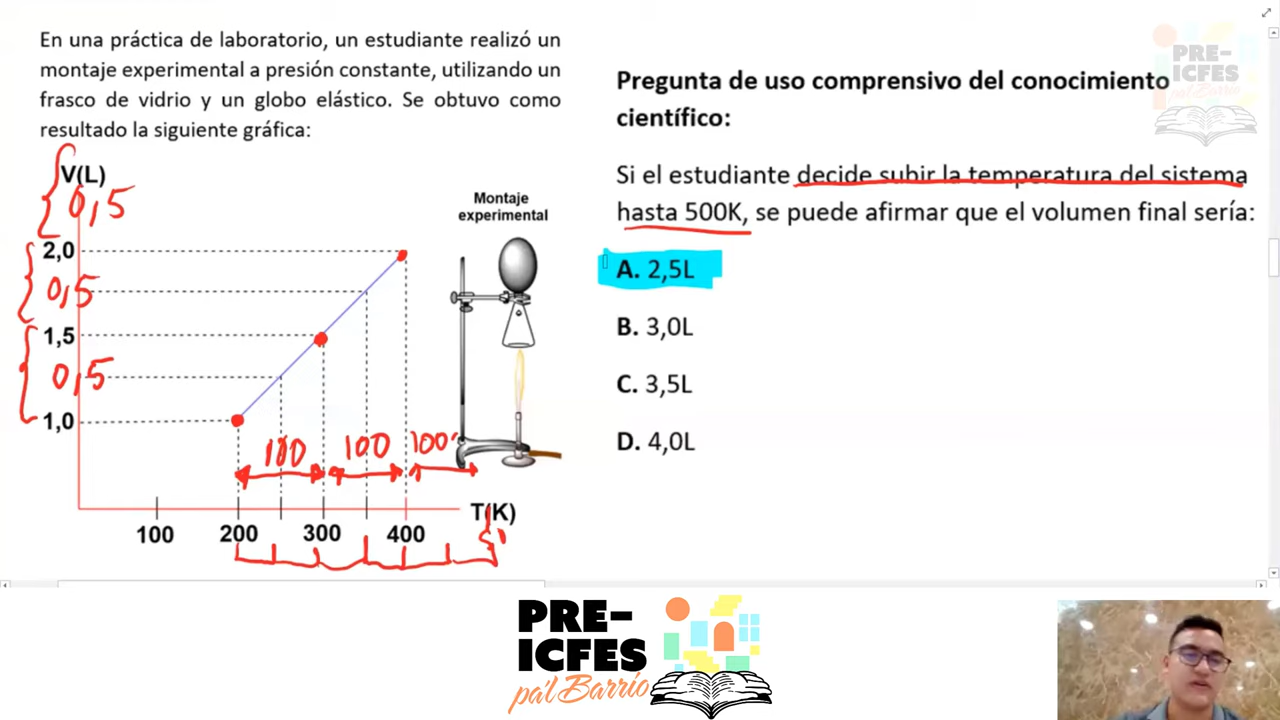 En una práctica de laboratorio, un estudiante realizó un
montaje experimental a presión constante, utilizando un
frasco de vidrio y un globo elástico. Se obtuvo como
resultado la siguiente gráfica:
V(L)
0,5
2,0
0,5
1,5
0,5
1,0
100
100
100
T(K)
100
200
300
400
Montaje
experimental
PRE-
ICFES
pa'l Barrio
Pregunta de uso comprensivo del conocimiento
científico:
Si el estudiante decide subir la temperatura del sistema
hasta 500K, se puede afirmar que el volumen final sería:
A. 2,5L
B. 3,0L
C. 3,5L
D. 4,0L
PRE-
ICFES
pa'l Barrio